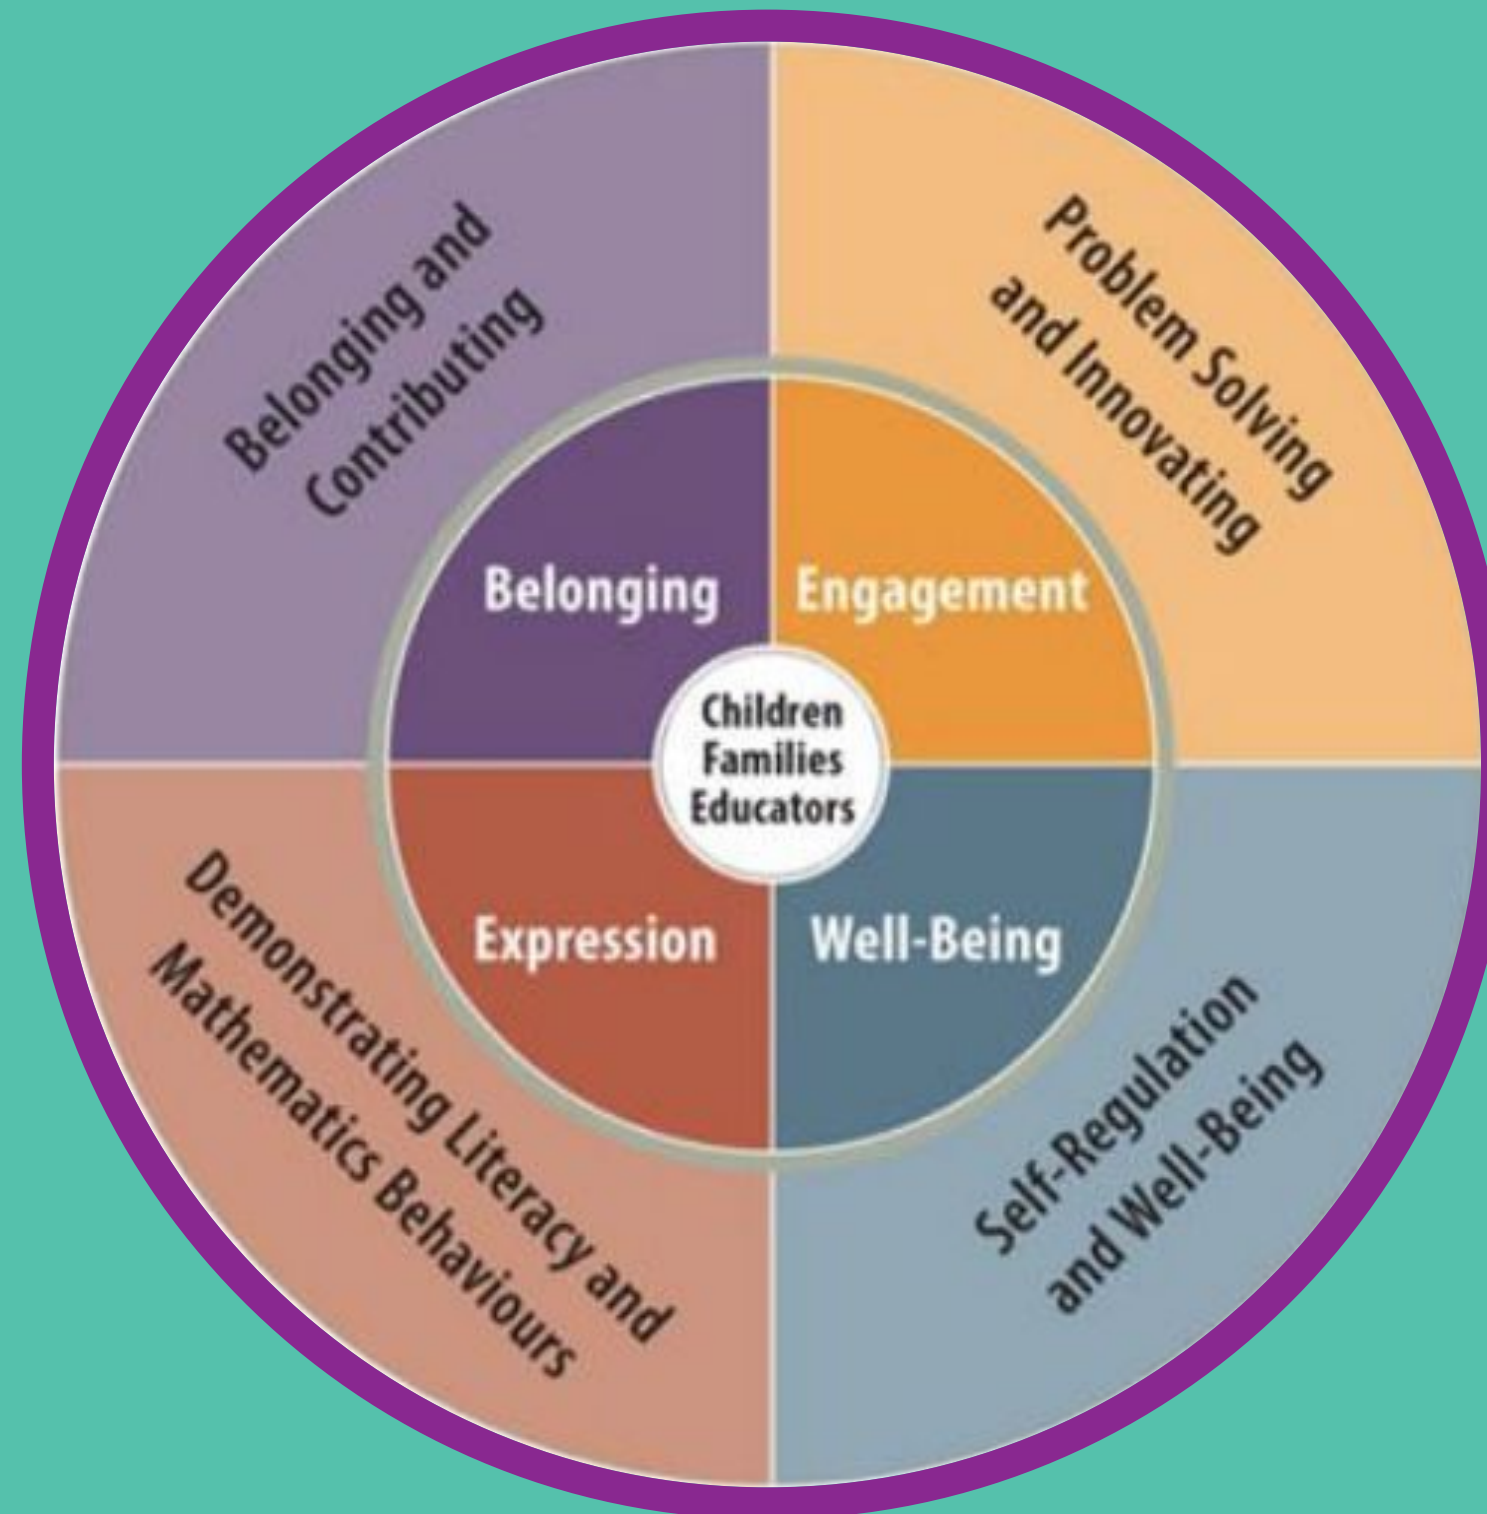 Belonging and
Contributing
Problem Solving
and Innovating
Belonging
Engagement
Children
Families
Educators
Expression
Well-Being
Demonstrating Literacy and
Mathematics Behaviours
Self-Regulation
and Well-Being